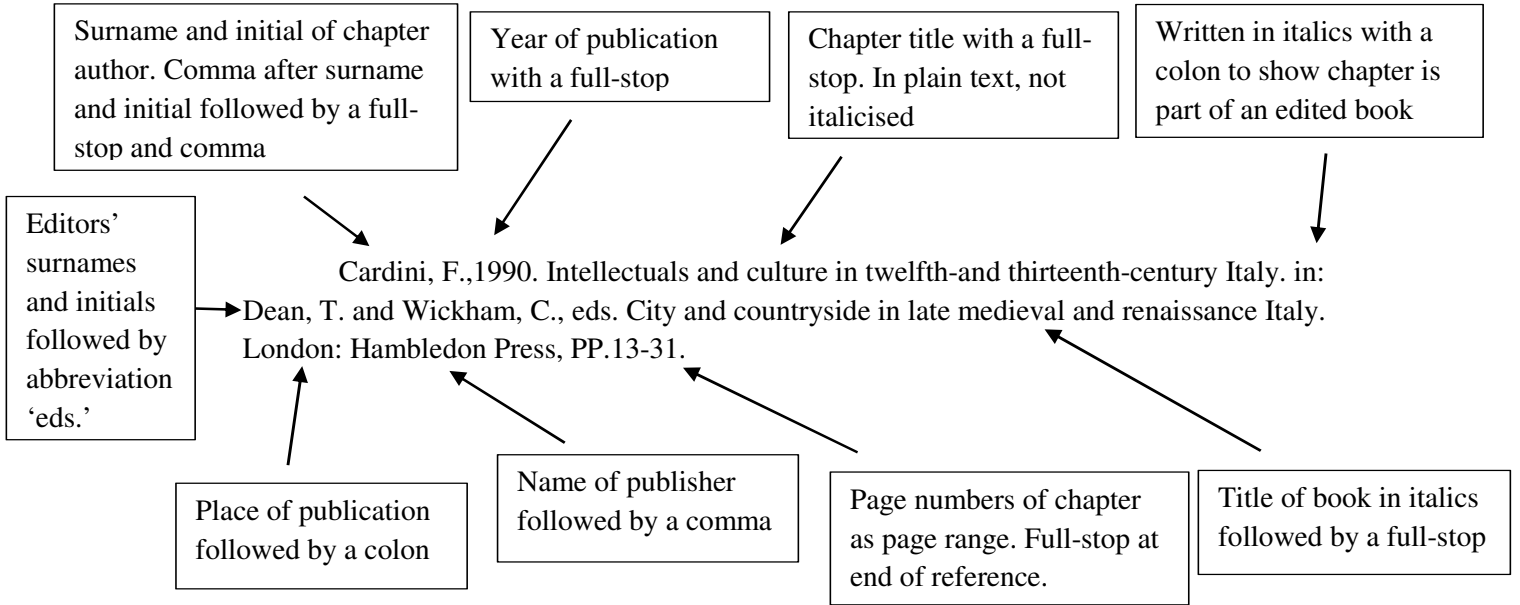 Surname and initial of chapter
author. Comma after surname
and initial followed by a full-
stop and comma
Year of publication
with a full-stop
Chapter title with a full-
stop. In plain text, not
italicised
Written in italics with a
colon to show chapter is
part of an edited book
Editors’
surnames
and initials
followed by
abbreviation
‘eds.’
Cardini, F.,1990. Intellectuals and culture in twelfth-and thirteenth-century Italy. in:
Dean, T. and Wickham, C., eds. City and countryside in late medieval and renaissance Italy.
London: Hambledon Press, PP.13-31.
Place of publication
followed by a colon
Name of publisher
followed by a comma
Page numbers of chapter
as page range. Full-stop at
end of reference.
Title of book in italics
followed by a full-stop